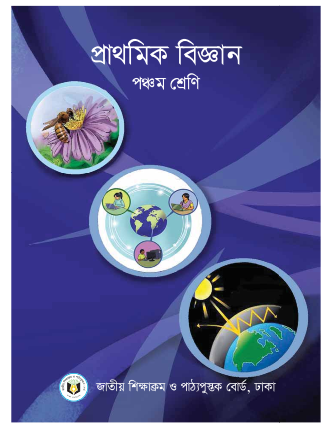 প্রাথমিক বিজ্ঞান
পঞ্চম শ্রেণি
জাতীয় শিক্ষাক্রম ও পাঠ্যপুস্তক বোর্ড, ঢাকা